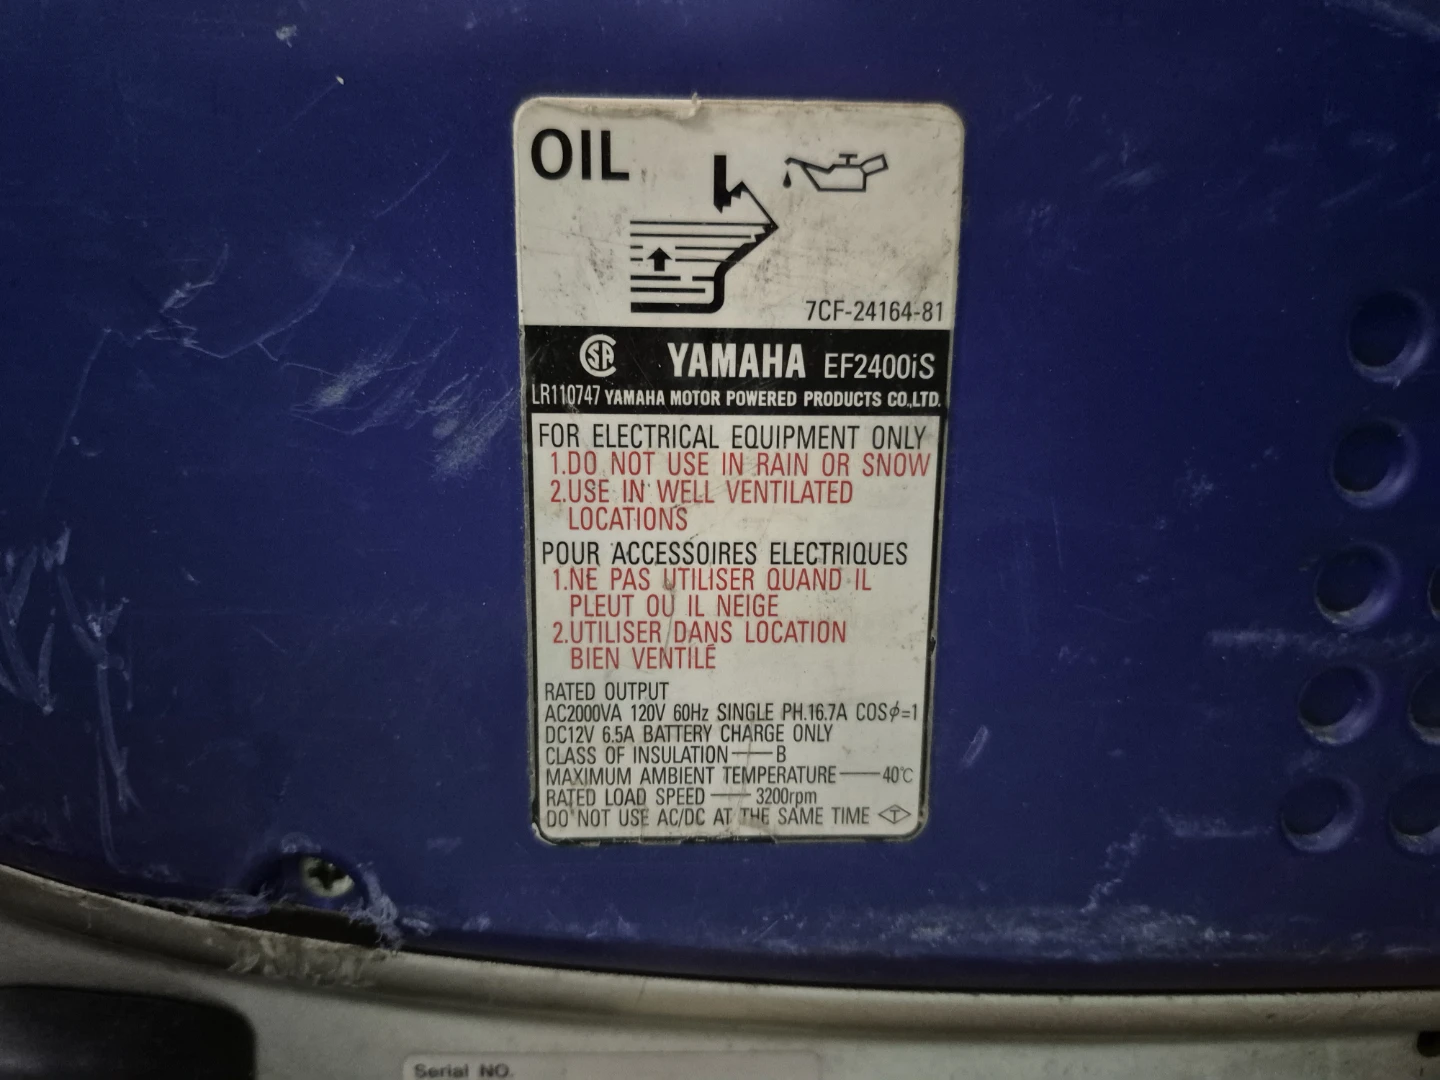 OIL
7CF-24164-81
CSA YAMAHA EF2400iS
LR110747 YAMAHA MOTOR POWERED PRODUCTS CO.,LTD.
FOR ELECTRICAL EQUIPMENT ONLY
1.DO NOT USE IN RAIN OR SNOW
2.USE IN WELL VENTILATED
LOCATIONS
POUR ACCESSOIRES ELECTRIQUES
1.NE PAS UTILISER QUAND IL
PLEUT OU IL NEIGE
2.UTILISER DANS LOCATION
BIEN VENTILÉ
RATED OUTPUT
AC2000VA 120V 60Hz SINGLE PH.16.7A COSϕ=1
DC12V 6.5A BATTERY CHARGE ONLY
CLASS OF INSULATION — B
MAXIMUM AMBIENT TEMPERATURE — 40℃
RATED LOAD SPEED — 3200rpm
DO NOT USE AC/DC AT THE SAME TIME T
Serial NO.